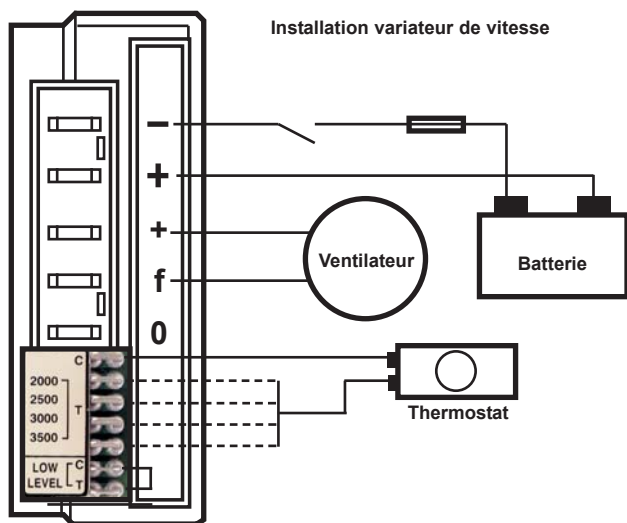 Installation variateur de vitesse
−
+
+
f
0
Ventilateur
Batterie
Thermostat
C
2000
2500
3000
3500
T
LOW
LEVEL
C
T